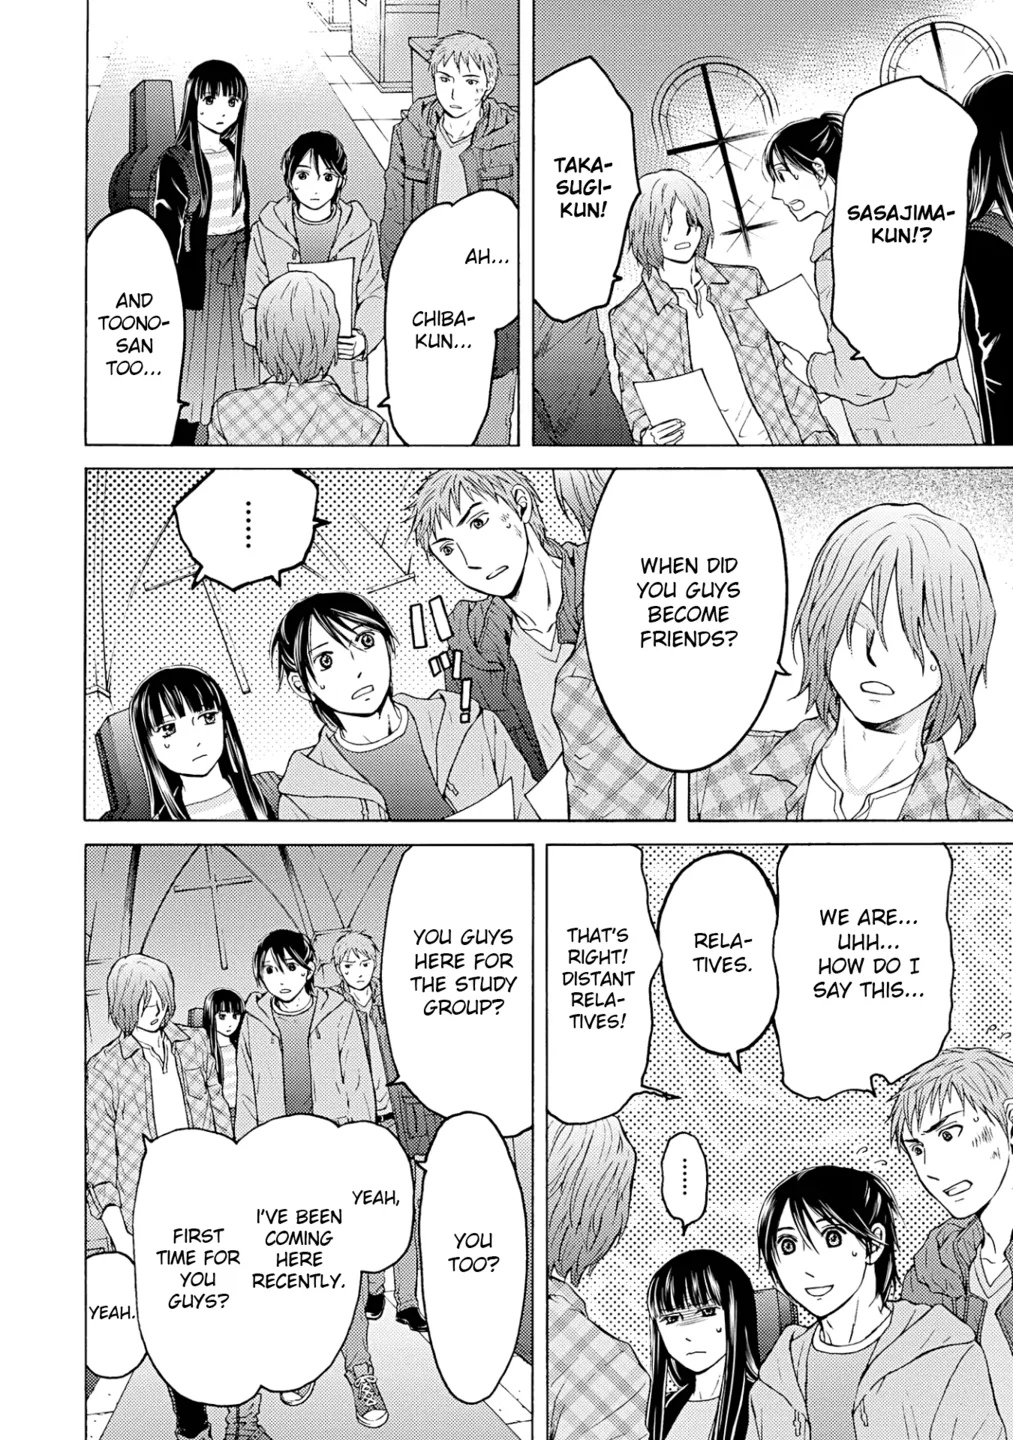 SASAJIMA-
KUN!?
TAKA-
SUGI-
KUN!
AH...
CHIBA-
KUN...
AND
TOONO-
SAN
TOO...
WHEN DID
YOU GUYS
BECOME
FRIENDS?
......
!!
WE ARE...
UHH...
HOW DO I
SAY THIS...
RELA-
TIVES.
THAT'S
RIGHT!
DISTANT
RELA-
TIVES!
......
YOU GUYS
HERE FOR
THE STUDY
GROUP?
YOU
TOO?
YEAH,
I'VE BEEN
COMING
HERE
RECENTLY.
FIRST
TIME FOR
YOU
GUYS?
YEAH.